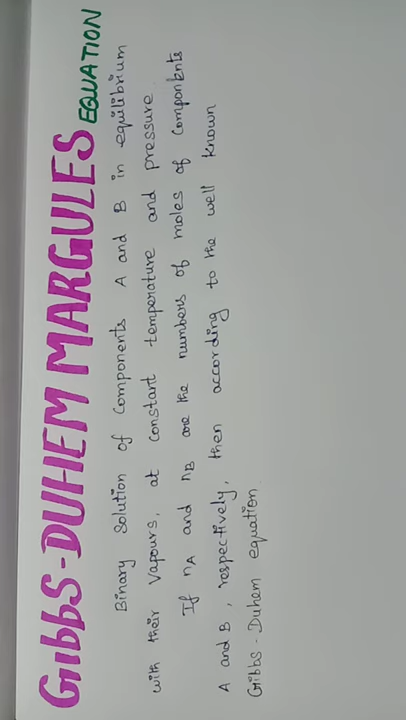 GibbS-DUHEM MARGULES EQUATION
Binary Solution of Components A and B in equilibrium
with their Vapours, at constant temperature and pressure
If nA and nB are the numbers of moles of components
A and B, respectively, then according to the well known
Gibbs-Duhem equation